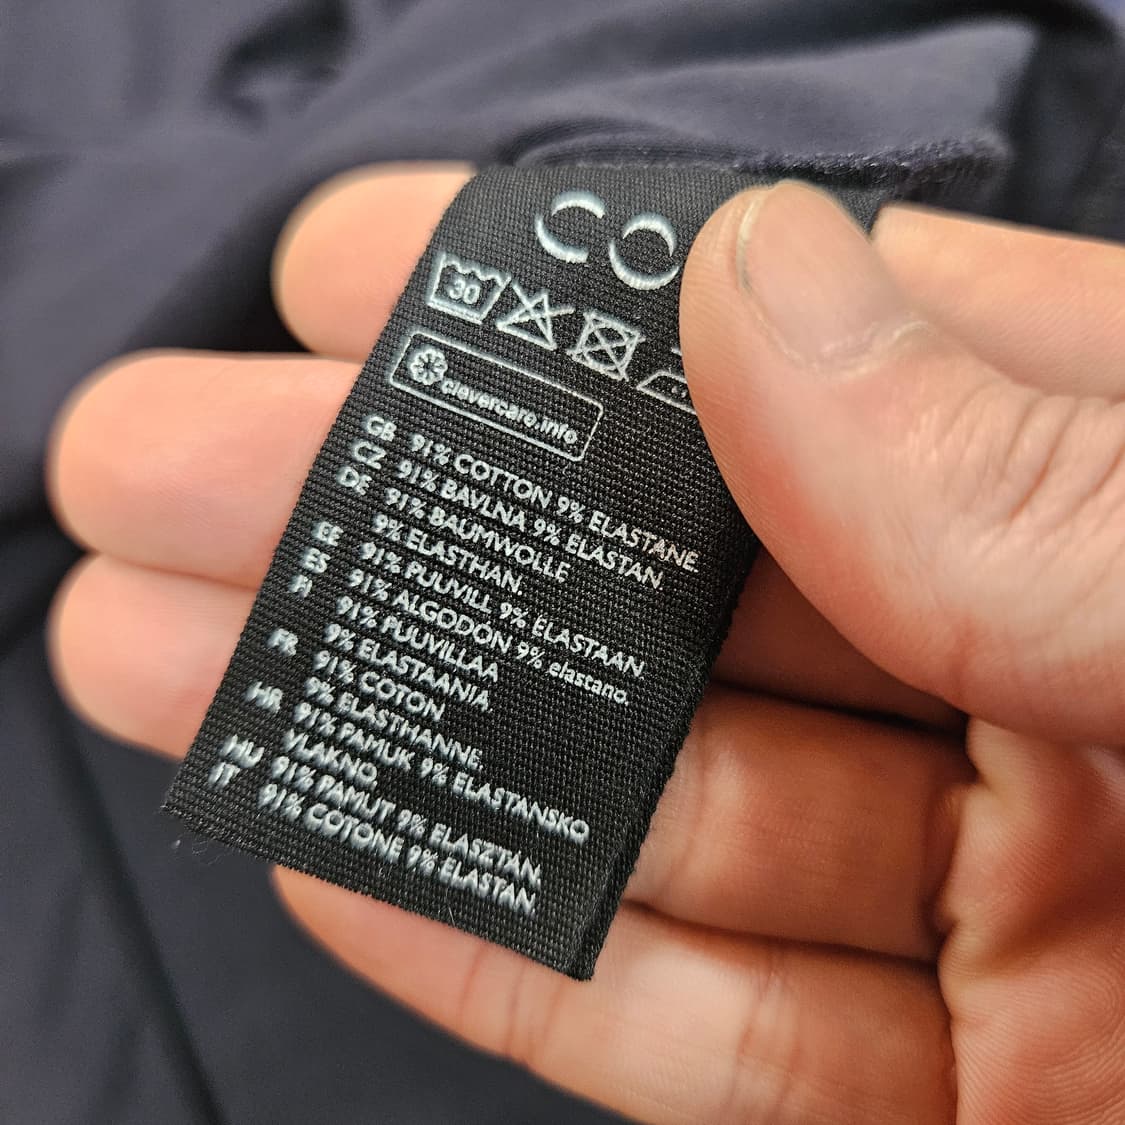 CO
30
clevercare.info
GB 91% COTTON 9% ELASTANE
CZ 91% BAVLNA 9% ELASTAN.
DE 91% BAUMWOLLE
9% ELASTHAN.
EE 91% PUUVILL 9% ELASTAAN
ES 91% ALGODON 9% elastano.
FI 91% PUUVILLAA
9% ELASTAANIA
FR 91% COTON
9% ELASTHANNE.
HR 91% PAMUK 9% ELASTANSKO
VLAKNO.
HU 91% PAMUT 9% ELASZTÁN
IT 91% COTONE 9% ELASTAN